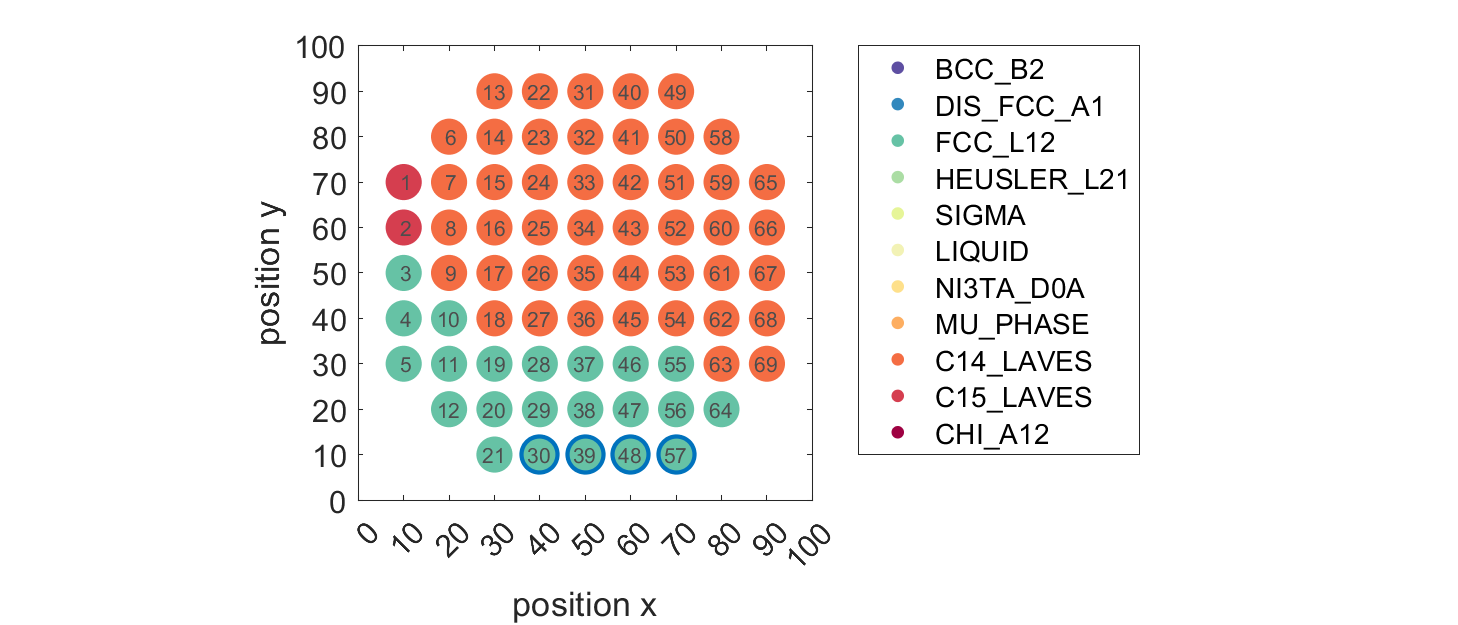 100
90
13 22 31 40 49
80
6 14 23 32 41 50 58
70
1 7 15 24 33 42 51 59 65
60
2 8 16 25 34 43 52 60 66
50
3 9 17 26 35 44 53 61 67
40
4 10 18 27 36 45 54 62 68
30
5 11 19 28 37 46 55 63 69
20
12 20 29 38 47 56 64
10
21 30 39 48 57
0
position y
0 10 20 30 40 50 60 70 80 90 100
position x
BCC_B2
DIS_FCC_A1
FCC_L12
HEUSLER_L21
SIGMA
LIQUID
NI3TA_D0A
MU_PHASE
C14_LAVES
C15_LAVES
CHI_A12